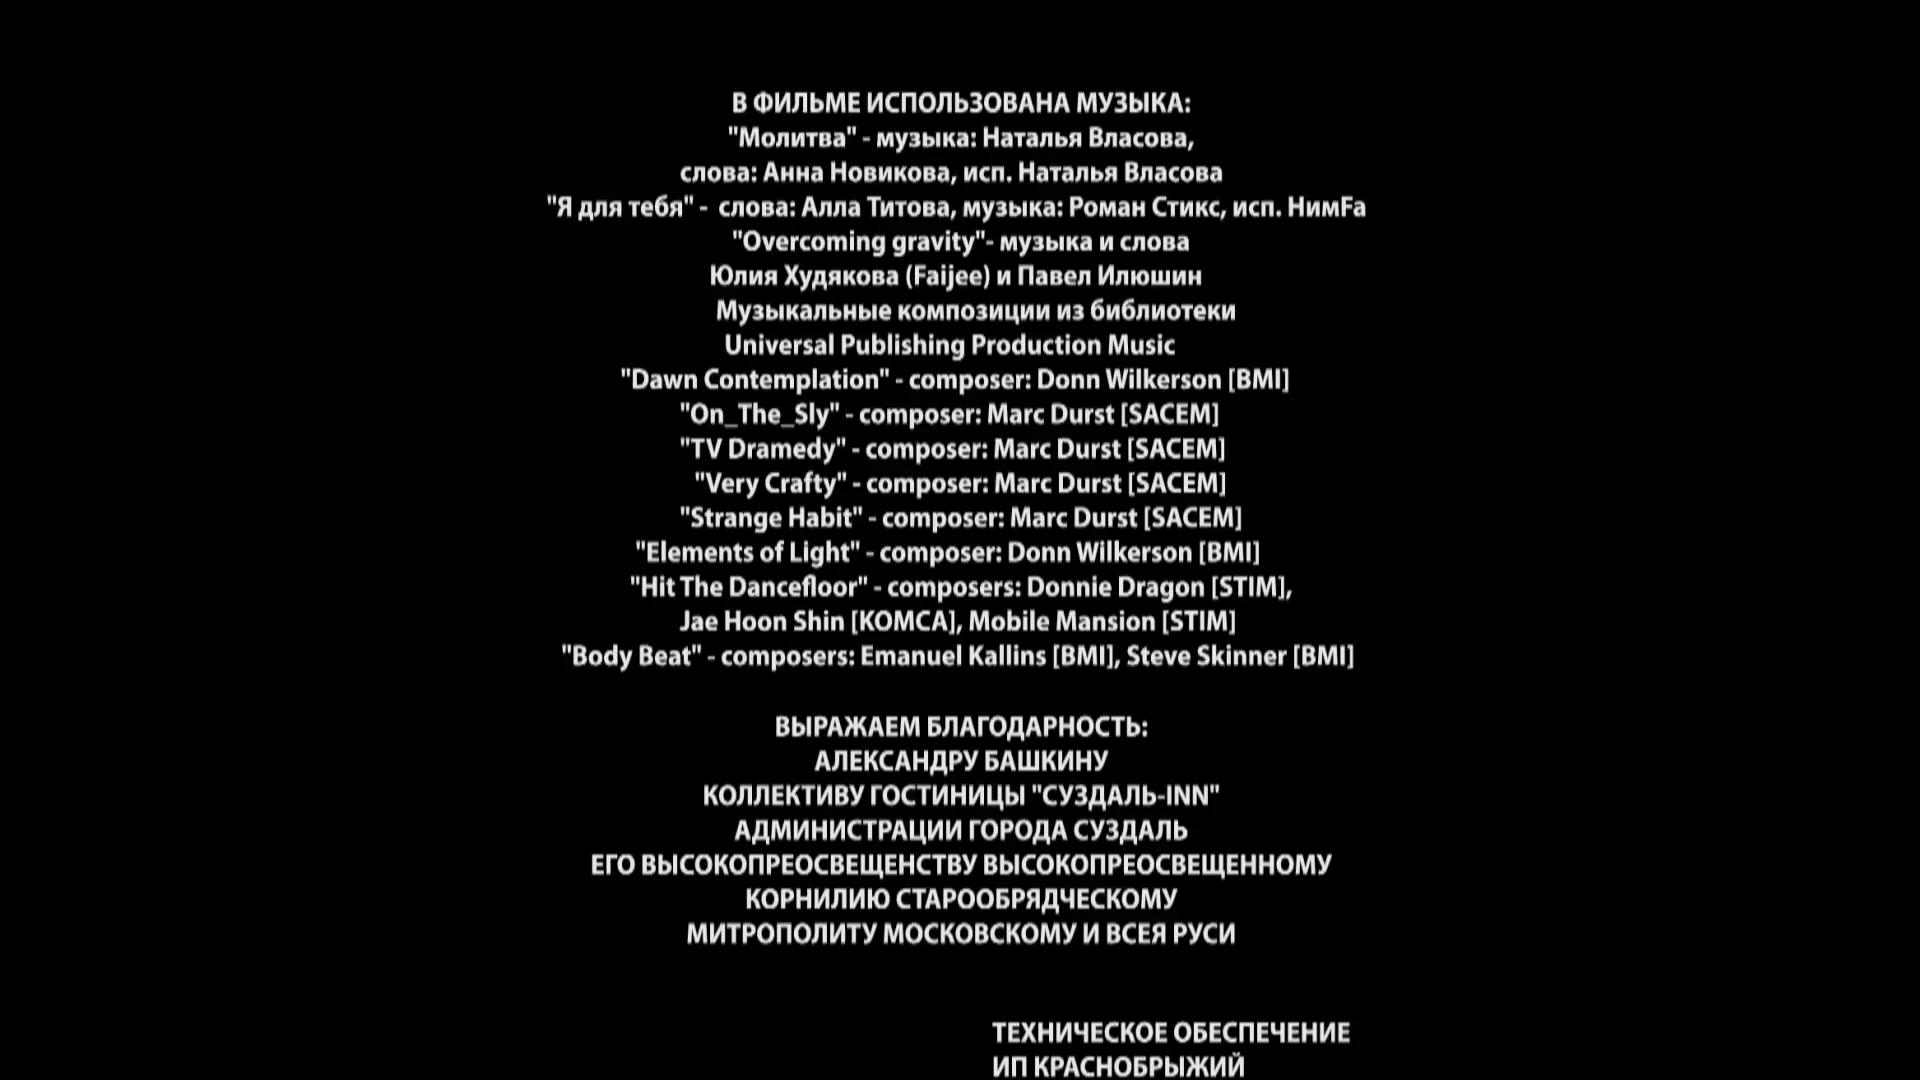 В ФИЛЬМЕ ИСПОЛЬЗОВАНА МУЗЫКА:
"Молитва" - музыка: Наталья Власова,
слова: Анна Новикова, исп. Наталья Власова
"Я для тебя" -  слова: Алла Титова, музыка: Роман Стикс, исп. НимFа
"Overcoming gravity"- музыка и слова
Юлия Худякова (Faijee) и Павел Илюшин
Музыкальные композиции из библиотеки
Universal Publishing Production Music
"Dawn Contemplation" - composer: Donn Wilkerson [BMI]
"On_The_Sly" - composer: Marc Durst [SACEM]
"TV Dramedy" - composer: Marc Durst [SACEM]
"Very Crafty" - composer: Marc Durst [SACEM]
"Strange Habit" - composer: Marc Durst [SACEM]
"Elements of Light" - composer: Donn Wilkerson [BMI]
"Hit The Dancefloor" - composers: Donnie Dragon [STIM],
Jae Hoon Shin [KOMCA], Mobile Mansion [STIM]
"Body Beat" - composers: Emanuel Kallins [BMI], Steve Skinner [BMI]
ВЫРАЖАЕМ БЛАГОДАРНОСТЬ:
АЛЕКСАНДРУ БАШКИНУ
КОЛЛЕКТИВУ ГОСТИНИЦЫ "СУЗДАЛЬ-INN"
АДМИНИСТРАЦИИ ГОРОДА СУЗДАЛЬ
ЕГО ВЫСОКОПРЕОСВЕЩЕНСТВУ ВЫСОКОПРЕОСВЕЩЕННОМУ
КОРНИЛИЮ СТАРООБРЯДЧЕСКОМУ
МИТРОПОЛИТУ МОСКОВСКОМУ И ВСЕЯ РУСИ
ТЕХНИЧЕСКОЕ ОБЕСПЕЧЕНИЕ
ИП КРАСНОБРЫЖИЙ